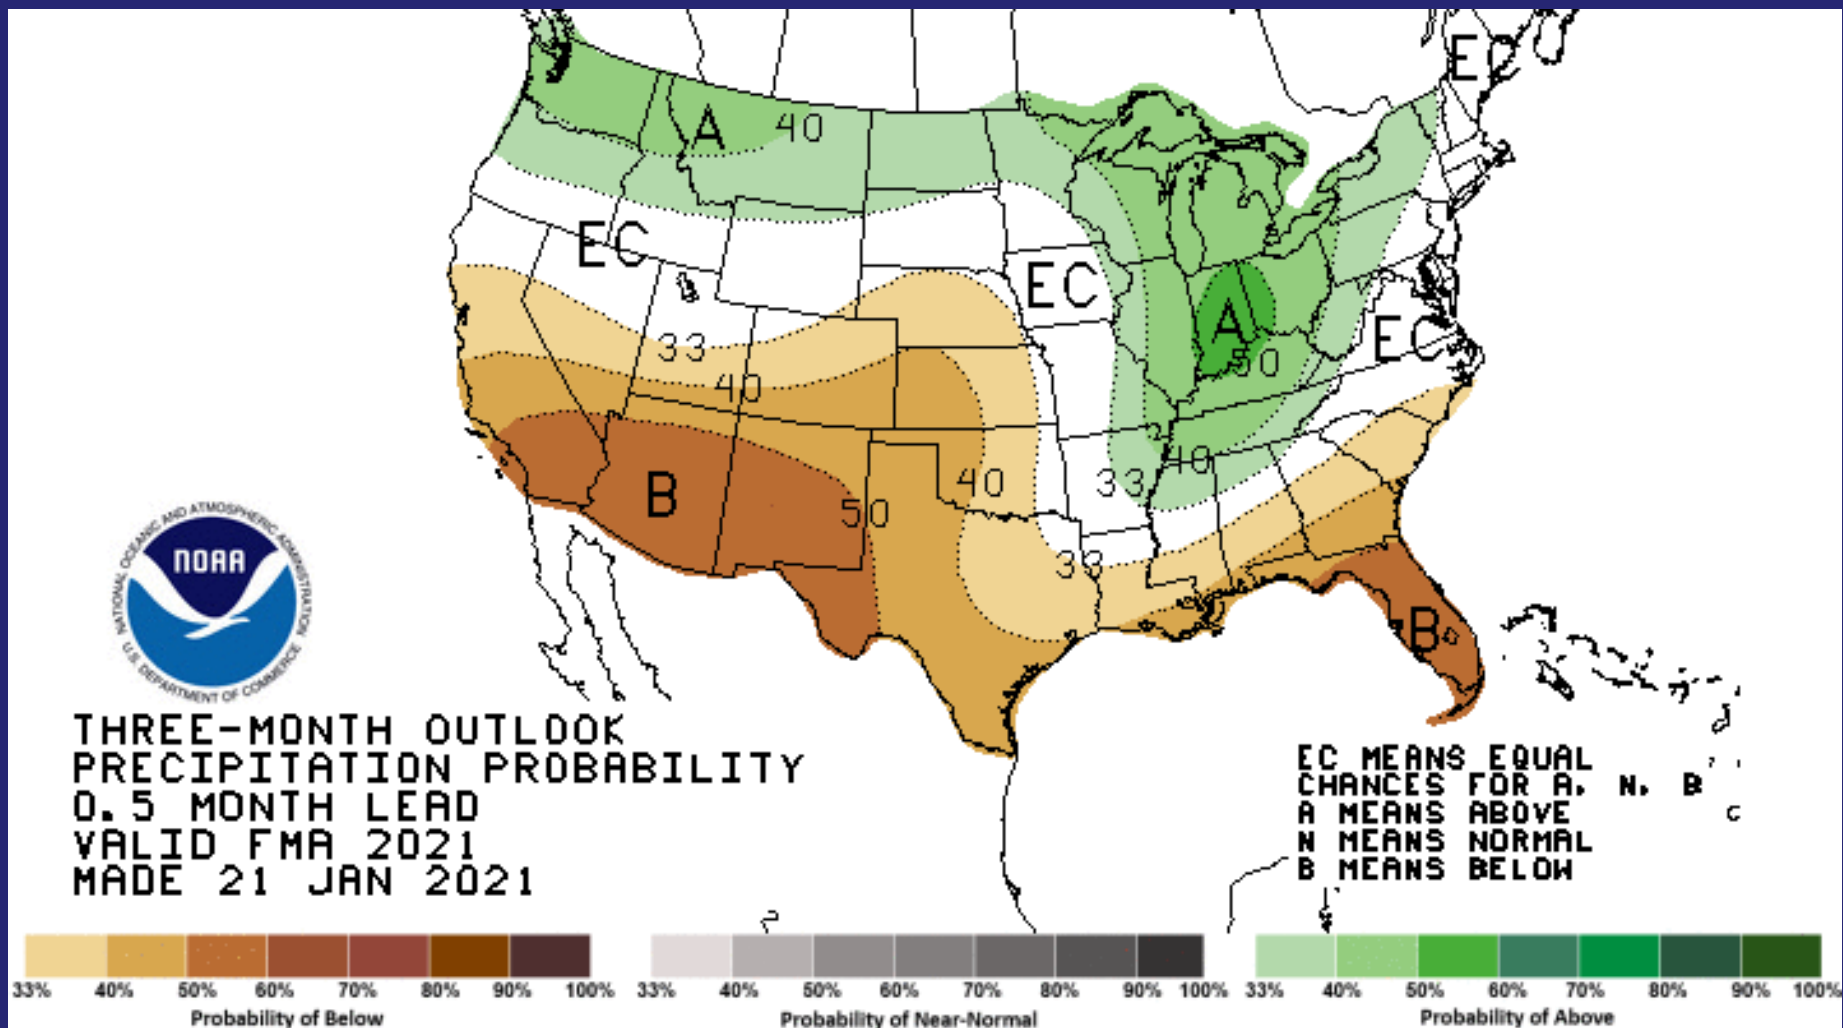 EC
A
40
EC
EC
A
50
EC
33
40
B
50
40
33
40
33
B
NATIONAL OCEANIC AND ATMOSPHERIC ADMINISTRATION
NOAA
U.S. DEPARTMENT OF COMMERCE
THREE-MONTH OUTLOOK
PRECIPITATION PROBABILITY
0.5 MONTH LEAD
VALID FMA 2021
MADE 21 JAN 2021
EC MEANS EQUAL
CHANCES FOR A, N, B
A MEANS ABOVE
N MEANS NORMAL
B MEANS BELOW
33% 40% 50% 60% 70% 80% 90% 100%
Probability of Below
33% 40% 50% 60% 70% 80% 90% 100%
Probability of Near-Normal
33% 40% 50% 60% 70% 80% 90% 100%
Probability of Above